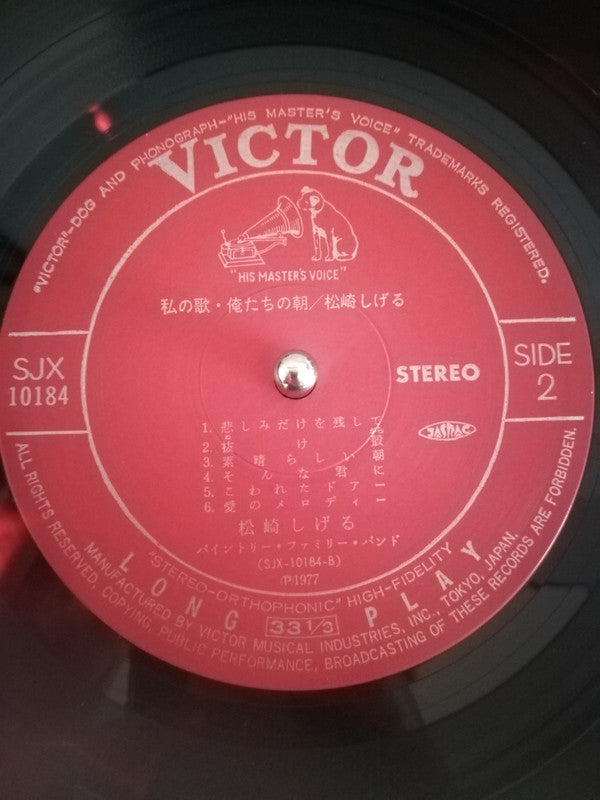 "VICTOR"–DOG AND PHONOGRAPH–"HIS MASTER'S VOICE" TRADEMARKS REGISTERED.
VICTOR
"HIS MASTER'S VOICE"
私の歌・俺たちの朝/松崎しげる
SJX
10184
STEREO
SIDE
2
JASRAC
1. 悲しみだけを残して
2. 抜け殻
3. 素晴らしい朝
4. そんな君に
5. こわれたドアー
6. 愛のメロディー
松崎しげる
パイントリー・ファミリー・バンド
(SJX-10184-B)
Ⓟ1977
"STEREO-ORTHOPHONIC" HIGH-FIDELITY
LONG 33 1/3 PLAY
MANUFACTURED BY VICTOR MUSICAL INDUSTRIES, INC., TOKYO, JAPAN.
ALL RIGHTS RESERVED. COPYING, PUBLIC PERFORMANCE, BROADCASTING OF THESE RECORDS ARE FORBIDDEN.